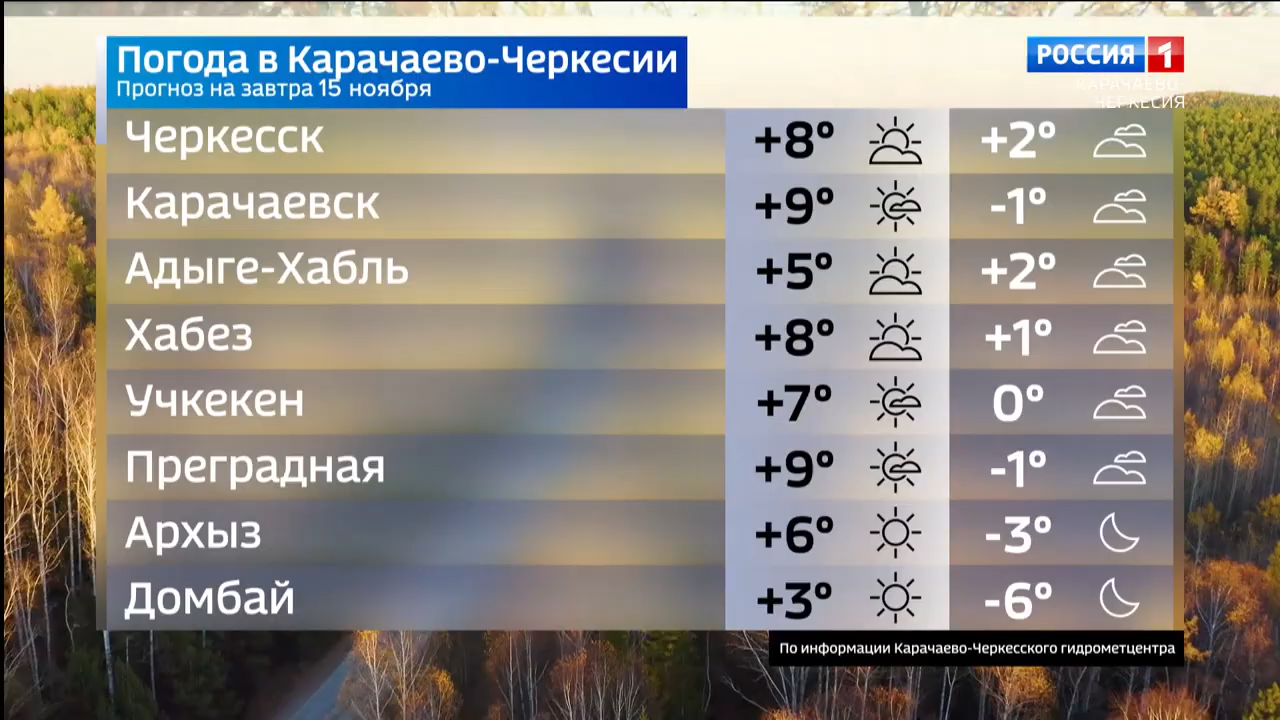 Погода в Карачаево-Черкесии
Прогноз на завтра 15 ноября
РОССИЯ 1
КАРАЧАЕВО
ЧЕРКЕСИЯ
Черкесск +8° +2°
Карачаевск +9° -1°
Адыге-Хабль +5° +2°
Хабез +8° +1°
Учкекен +7° 0°
Преградная +9° -1°
Архыз +6° -3°
Домбай +3° -6°
По информации Карачаево-Черкесского гидрометцентра